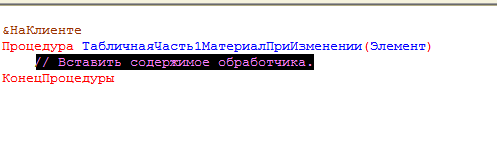 &НаКлиенте
Процедура ТабличнаяЧасть1МатериалПриИзменении(Элемент)
// Вставить содержимое обработчика.
КонецПроцедуры